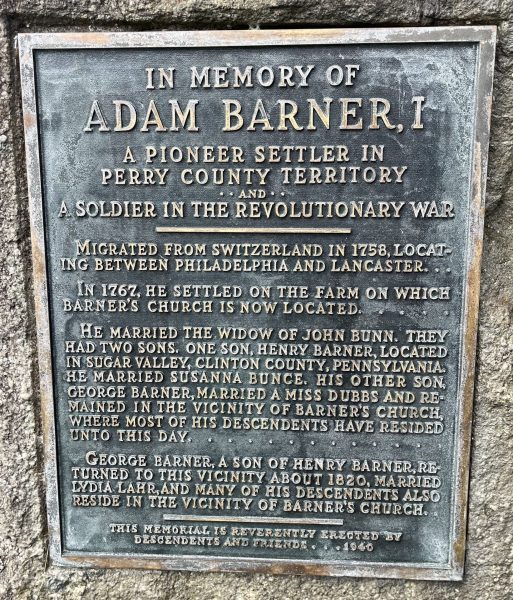 IN MEMORY OF
ADAM BARNER, I
A PIONEER SETTLER IN
PERRY COUNTY TERRITORY
· · AND · ·
A SOLDIER IN THE REVOLUTIONARY WAR
MIGRATED FROM SWITZERLAND IN 1758, LOCAT-
ING BETWEEN PHILADELPHIA AND LANCASTER. . .
IN 1767, HE SETTLED ON THE FARM ON WHICH
BARNER'S CHURCH IS NOW LOCATED. . . . . .
HE MARRIED THE WIDOW OF JOHN BUNN. THEY
HAD TWO SONS. ONE SON, HENRY BARNER, LOCATED
IN SUGAR VALLEY, CLINTON COUNTY, PENNSYLVANIA.
HE MARRIED SUSANNA BUNCE. HIS OTHER SON,
GEORGE BARNER, MARRIED A MISS DUBBS AND RE-
MAINED IN THE VICINITY OF BARNER'S CHURCH,
WHERE MOST OF HIS DESCENDENTS HAVE RESIDED
UNTO THIS DAY. . . . . . . . . . . . .
GEORGE BARNER, A SON OF HENRY BARNER, RE-
TURNED TO THIS VICINITY ABOUT 1820, MARRIED
LYDIA LAHR, AND MANY OF HIS DESCENDENTS ALSO
RESIDE IN THE VICINITY OF BARNER'S CHURCH.
THIS MEMORIAL IS REVERENTLY ERECTED BY
DESCENDENTS AND FRIENDS . . . 1940